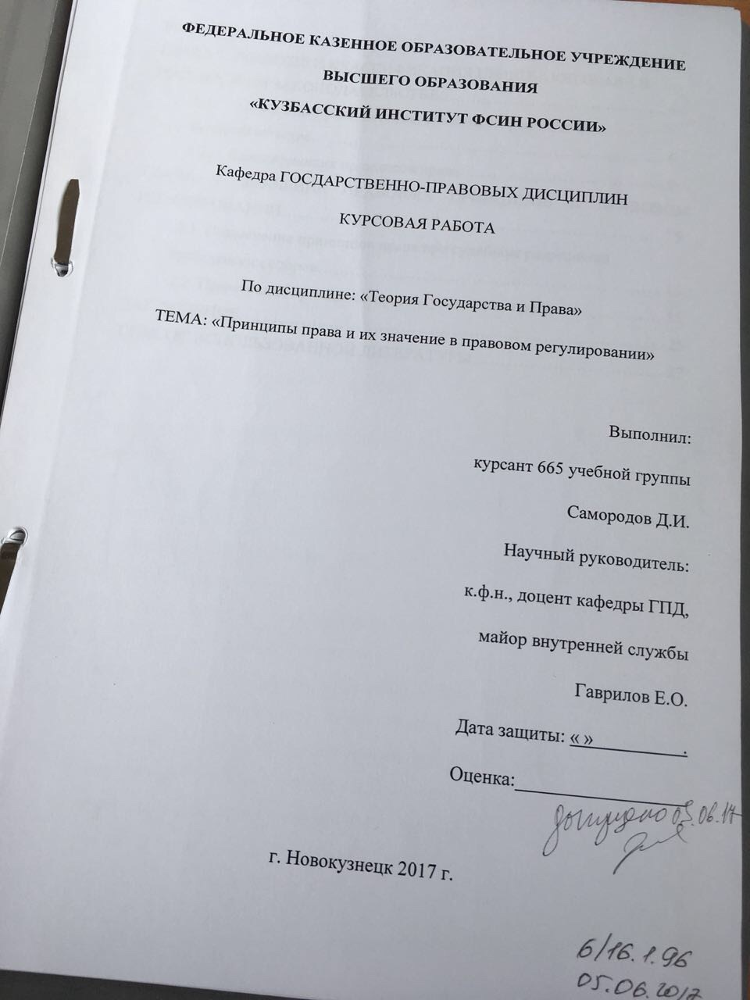 ФЕДЕРАЛЬНОЕ КАЗЕННОЕ ОБРАЗОВАТЕЛЬНОЕ УЧРЕЖДЕНИЕ
ВЫСШЕГО ОБРАЗОВАНИЯ
«КУЗБАССКИЙ ИНСТИТУТ ФСИН РОССИИ»
Кафедра ГОСДАРСТВЕННО-ПРАВОВЫХ ДИСЦИПЛИН
КУРСОВАЯ РАБОТА
По дисциплине: «Теория Государства и Права»
ТЕМА: «Принципы права и их значение в правовом регулировании»
Выполнил:
курсант 665 учебной группы
Самородов Д.И.
Научный руководитель:
к.ф.н., доцент кафедры ГПД,
майор внутренней службы
Гаврилов Е.О.
Дата защиты: « » .
Оценка:
допущено 05.06.17
г. Новокузнецк 2017 г.
6/16.1.96
05.06.2017